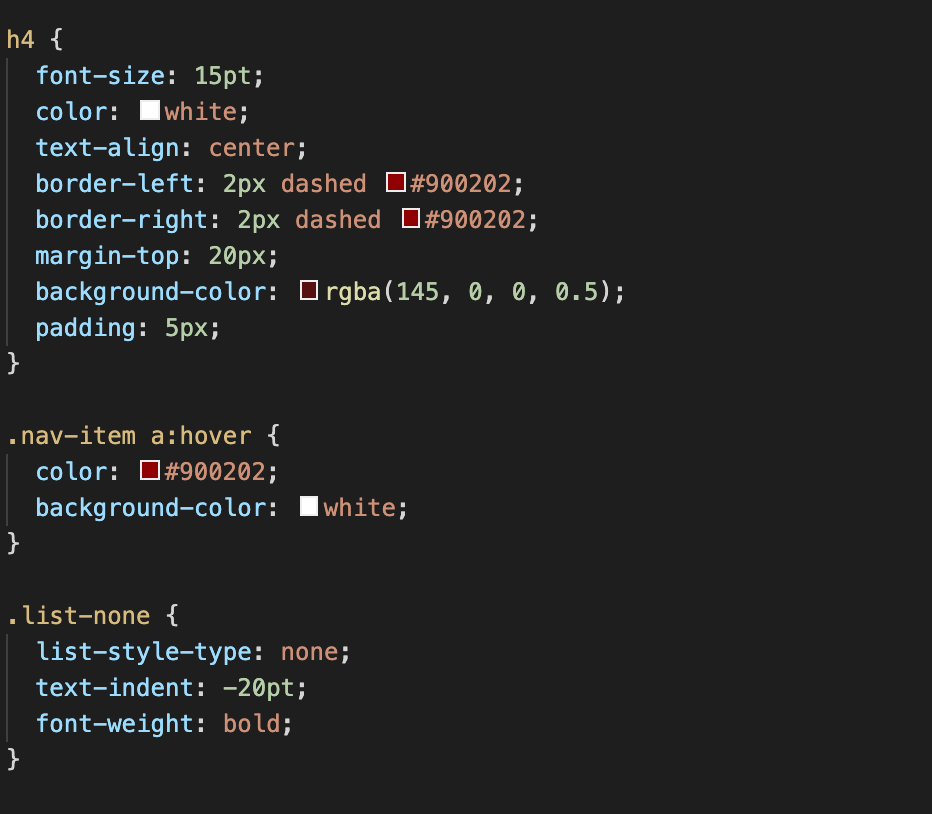 h4 {
  font-size: 15pt;
  color: white;
  text-align: center;
  border-left: 2px dashed #900202;
  border-right: 2px dashed #900202;
  margin-top: 20px;
  background-color: rgba(145, 0, 0, 0.5);
  padding: 5px;
}

.nav-item a:hover {
  color: #900202;
  background-color: white;
}

.list-none {
  list-style-type: none;
  text-indent: -20pt;
  font-weight: bold;
}